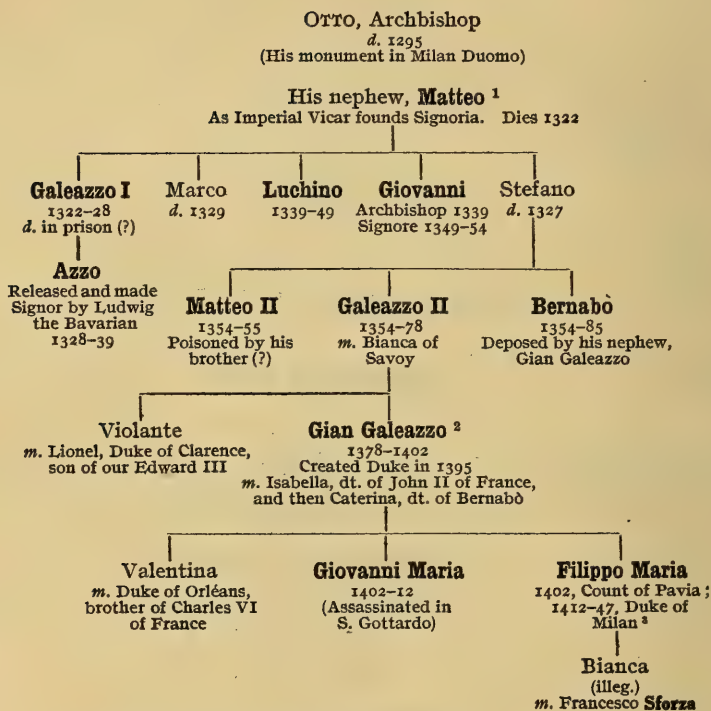 OTTO, Archbishop
d. 1295
(His monument in Milan Duomo)
His nephew, Matteo 1
As Imperial Vicar founds Signoria. Dies 1322
Galeazzo I
1322–28
d. in prison (?)
Marco
d. 1329
Luchino
1339–49
Giovanni
Archbishop 1339
Signore 1349–54
Stefano
d. 1327
Azzo
Released and made
Signor by Ludwig
the Bavarian
1328–39
Matteo II
1354–55
Poisoned by his
brother (?)
Galeazzo II
1354–78
m. Bianca of
Savoy
Bernabò
1354–85
Deposed by his nephew,
Gian Galeazzo
Violante
m. Lionel, Duke of Clarence,
son of our Edward III
Gian Galeazzo 2
1378–1402
Created Duke in 1395
m. Isabella, dt. of John II of France,
and then Caterina, dt. of Bernabò
Valentina
m. Duke of Orléans,
brother of Charles VI
of France
Giovanni Maria
1402–12
(Assassinated in
S. Gottardo)
Filippo Maria
1402, Count of Pavia;
1412–47, Duke of
Milan 3
Bianca
(illeg.)
m. Francesco Sforza